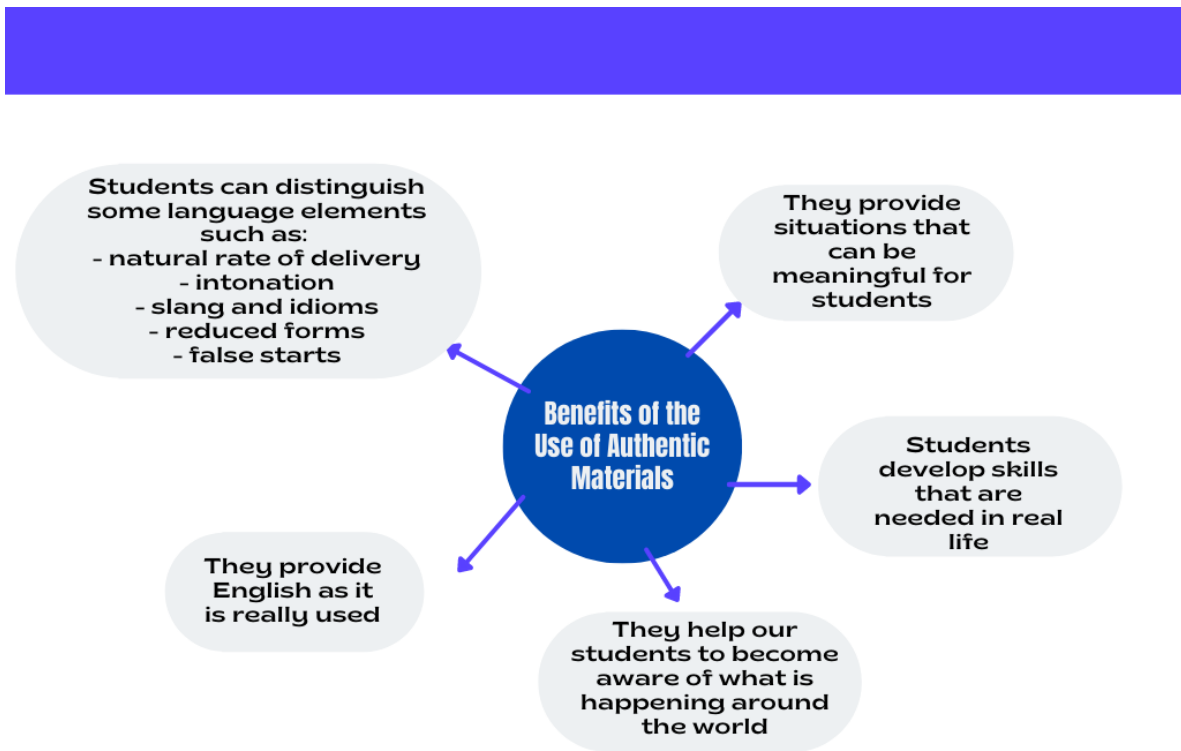 Students can distinguish
some language elements
such as:
- natural rate of delivery
- intonation
- slang and idioms
- reduced forms
- false starts
They provide
situations that
can be
meaningful for
students
Benefits of the
Use of Authentic
Materials
Students
develop skills
that are
needed in real
life
They provide
English as it
is really used
They help our
students to become
aware of what is
happening around
the world